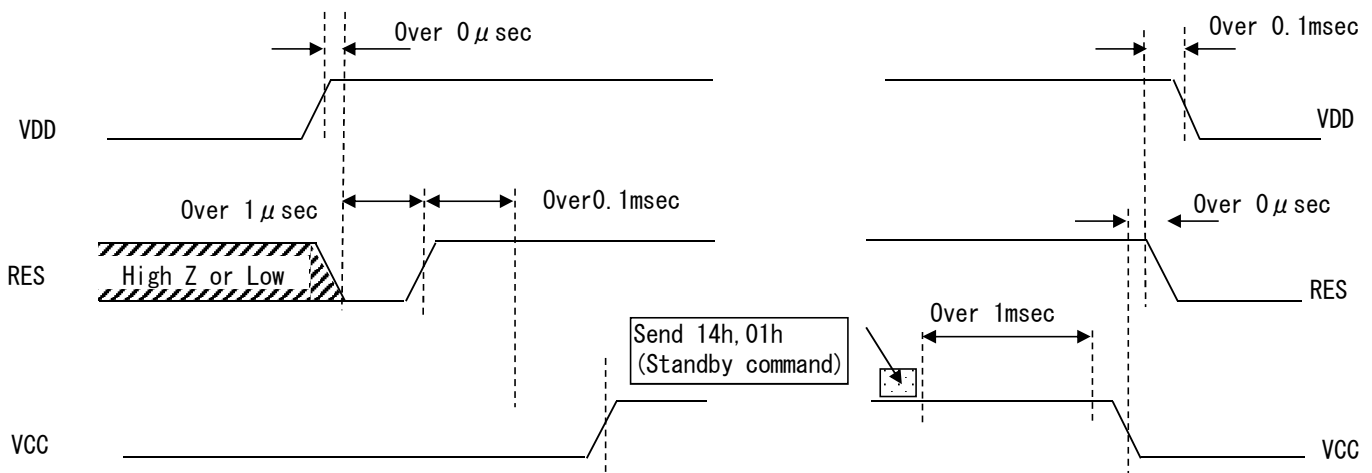 Over 0μsec
Over 0.1msec
VDD
VDD
Over 1μsec
Over0.1msec
Over 0μsec
RES
High Z or Low
RES
Over 1msec
Send 14h,01h
(Standby command)
VCC
VCC